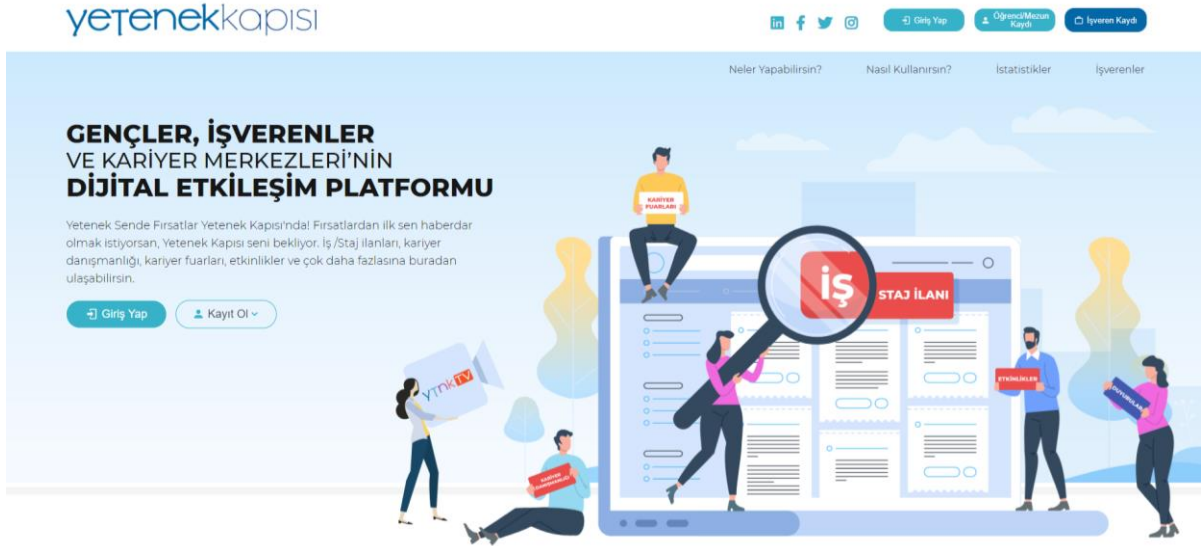 yetenekkapısı
Giriş Yap
Öğrenci/Mezun
Kaydı
İşveren Kaydı
Neler Yapabilirsin? Nasıl Kullanırsın? İstatistikler İşverenler
GENÇLER, İŞVERENLER
VE KARİYER MERKEZLERİ'NİN
DİJİTAL ETKİLEŞİM PLATFORMU
Yetenek Sende Fırsatlar Yetenek Kapısı'nda! Fırsatlardan ilk sen haberdar
olmak istiyorsan, Yetenek Kapısı seni bekliyor. İş /Staj ilanları, kariyer
danışmanlığı, kariyer fuarları, etkinlikler ve çok daha fazlasına buradan
ulaşabilirsin.
Giriş Yap
Kayıt Ol
KARİYER
FUARLARI
İŞ
STAJ İLANI
YTNK TV
ETKİNLİKLER
DUYURULAR
KARİYER
DANIŞMANLIĞI